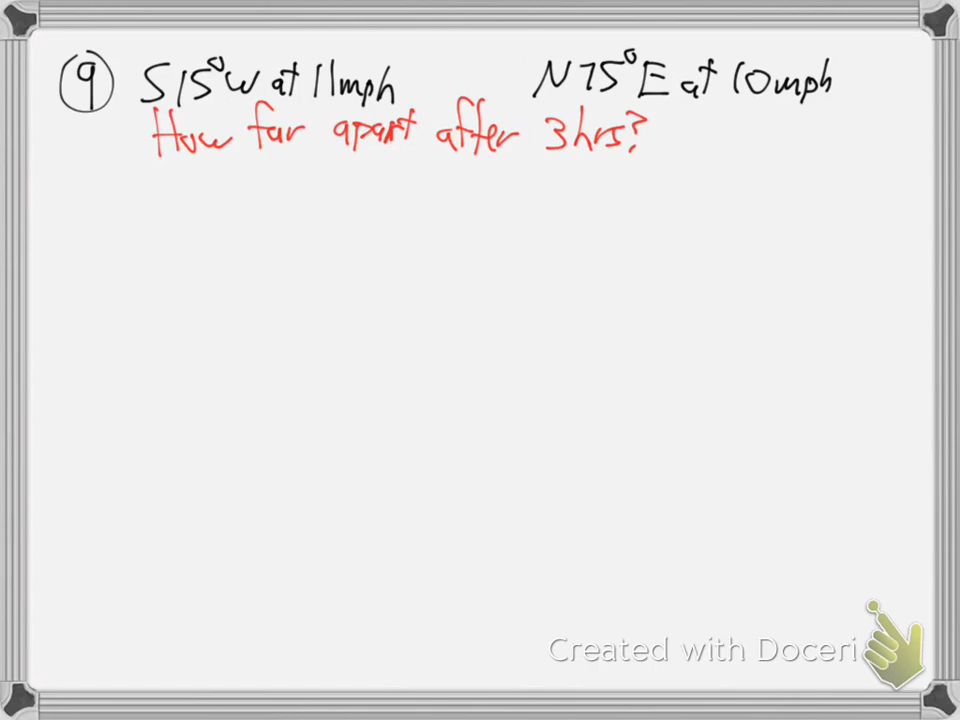 9 S15°W at 11mph N75°E at 10mph
How far apart after 3hrs?
Created with Doceri